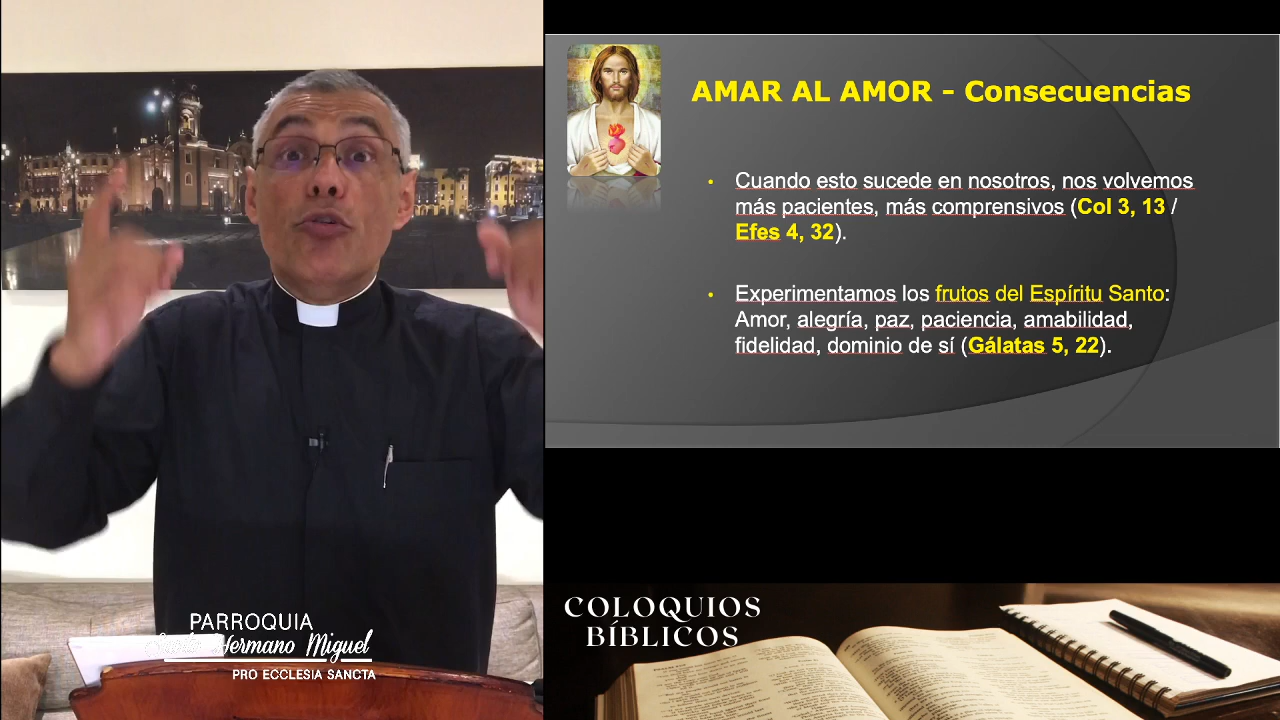 AMAR AL AMOR - Consecuencias
• Cuando esto sucede en nosotros, nos volvemos
más pacientes, más comprensivos (Col 3, 13 /
Efes 4, 32).
• Experimentamos los frutos del Espíritu Santo:
Amor, alegría, paz, paciencia, amabilidad,
fidelidad, dominio de sí (Gálatas 5, 22).
PARROQUIA
Hermano Miguel
PRO ECCLESIA SANCTA
COLOQUIOS
BÍBLICOS